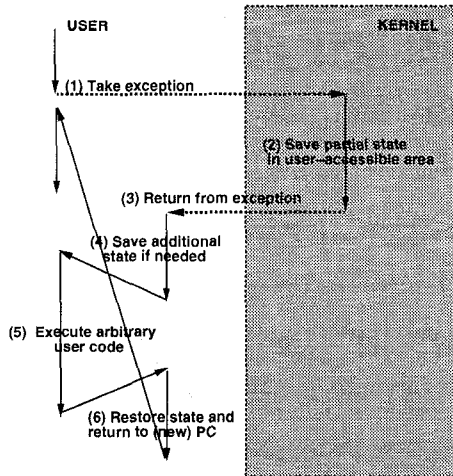 USER
KERNEL
(1) Take exception
(2) Save partial state
in user-accessible area
(3) Return from exception
(4) Save additional
state if needed
(5) Execute arbitrary
user code
(6) Restore state and
return to (new) PC